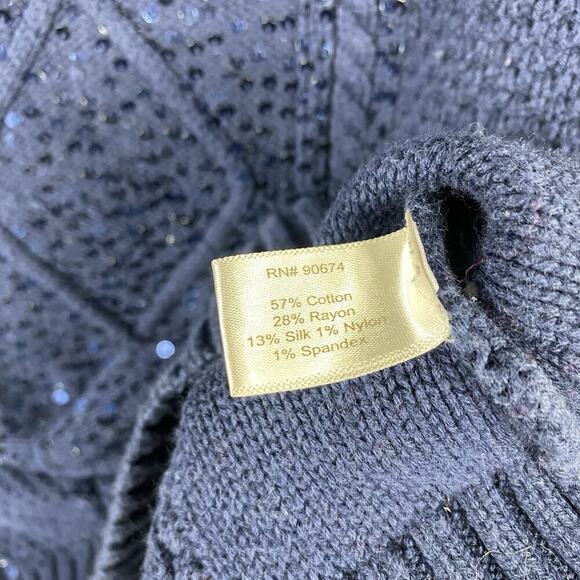 RN# 90674
57% Cotton
28% Rayon
13% Silk 1% Nylon
1% Spandex